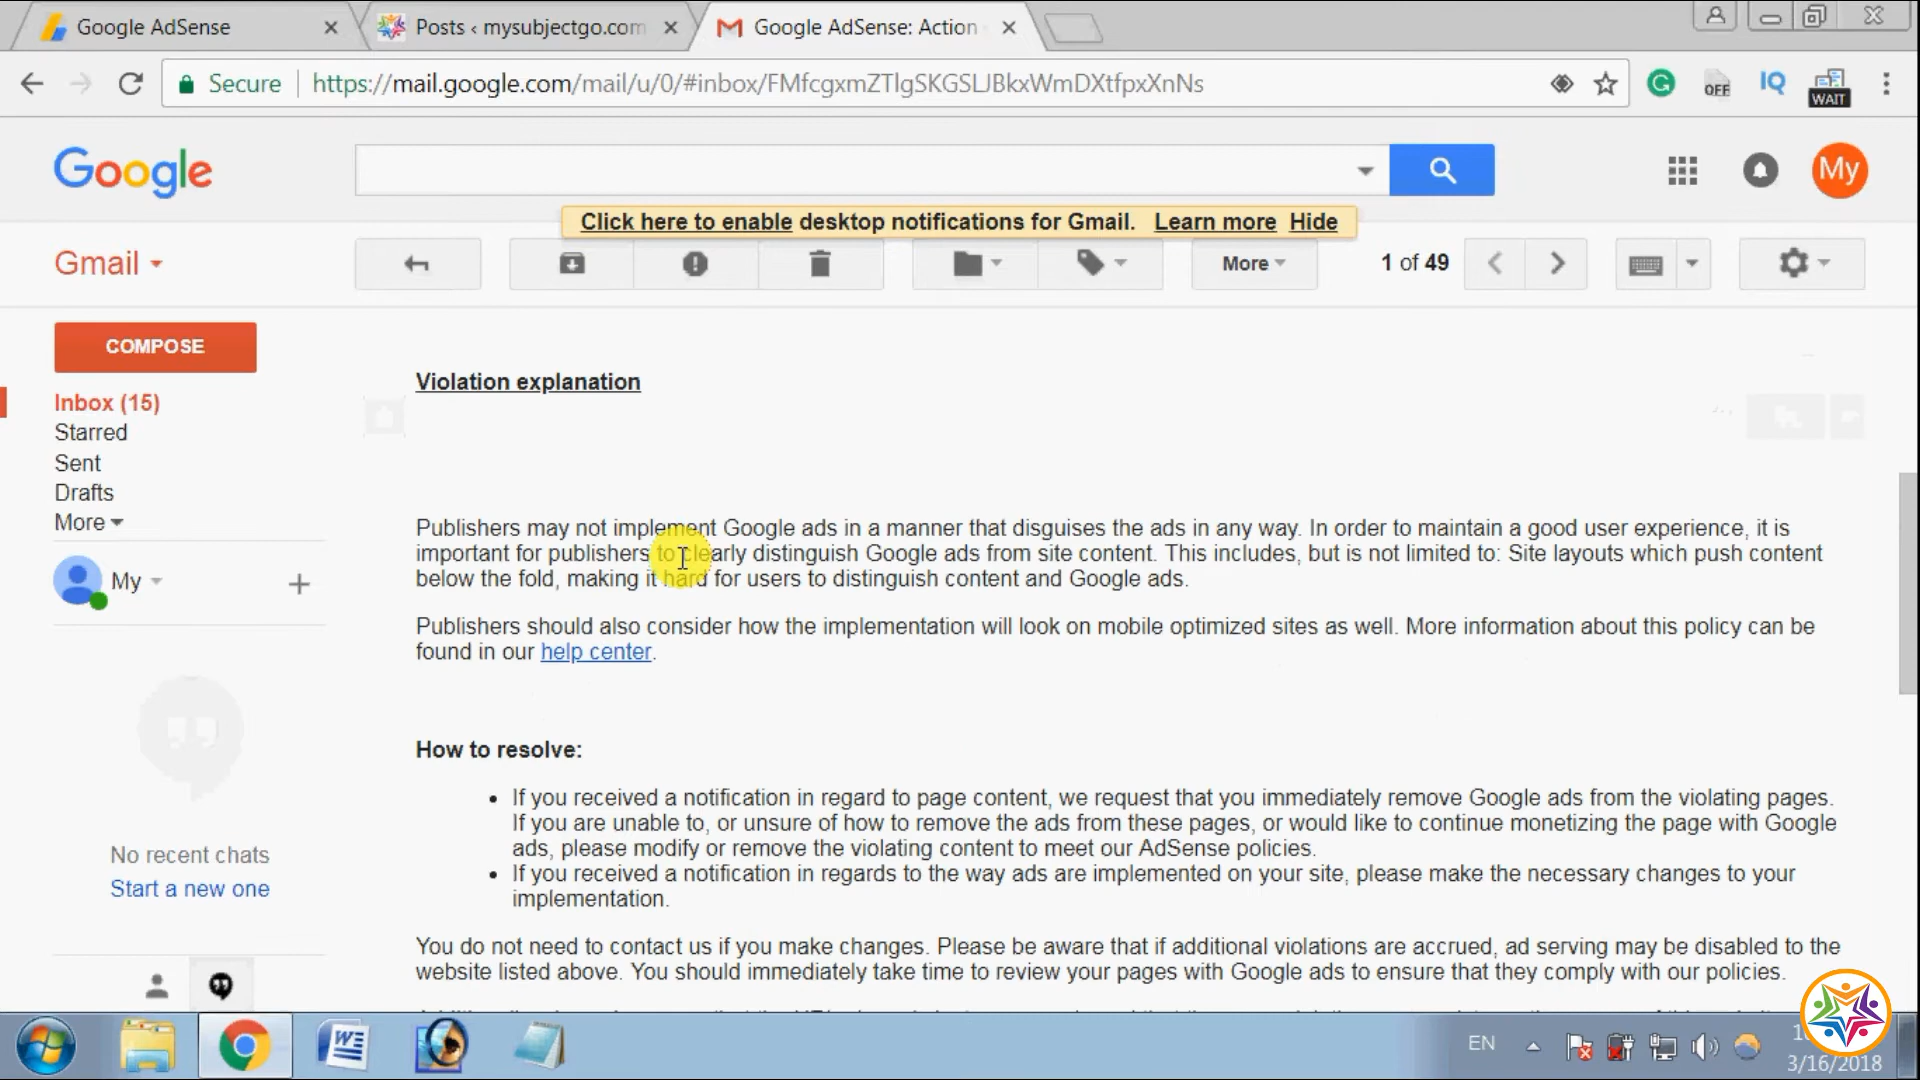 Google AdSense
Posts ‹ mysubjectgo.com
Google AdSense: Action
Secure
https://mail.google.com/mail/u/0/#inbox/FMfcgxmZTlgSKGSLJBkxWmDXtfpxXnNs
OFF
IQ
WAIT
Google
My
Click here to enable desktop notifications for Gmail. Learn more Hide
Gmail
More
1 of 49
COMPOSE
Inbox (15)
Starred
Sent
Drafts
More
My
No recent chats
Start a new one
Violation explanation
Publishers may not implement Google ads in a manner that disguises the ads in any way. In order to maintain a good user experience, it is
important for publishers to clearly distinguish Google ads from site content. This includes, but is not limited to: Site layouts which push content
below the fold, making it hard for users to distinguish content and Google ads.
Publishers should also consider how the implementation will look on mobile optimized sites as well. More information about this policy can be
found in our help center.
How to resolve:
• If you received a notification in regard to page content, we request that you immediately remove Google ads from the violating pages.
If you are unable to, or unsure of how to remove the ads from these pages, or would like to continue monetizing the page with Google
ads, please modify or remove the violating content to meet our AdSense policies.
• If you received a notification in regards to the way ads are implemented on your site, please make the necessary changes to your
implementation.
You do not need to contact us if you make changes. Please be aware that if additional violations are accrued, ad serving may be disabled to the
website listed above. You should immediately take time to review your pages with Google ads to ensure that they comply with our policies.
EN
3/16/2018